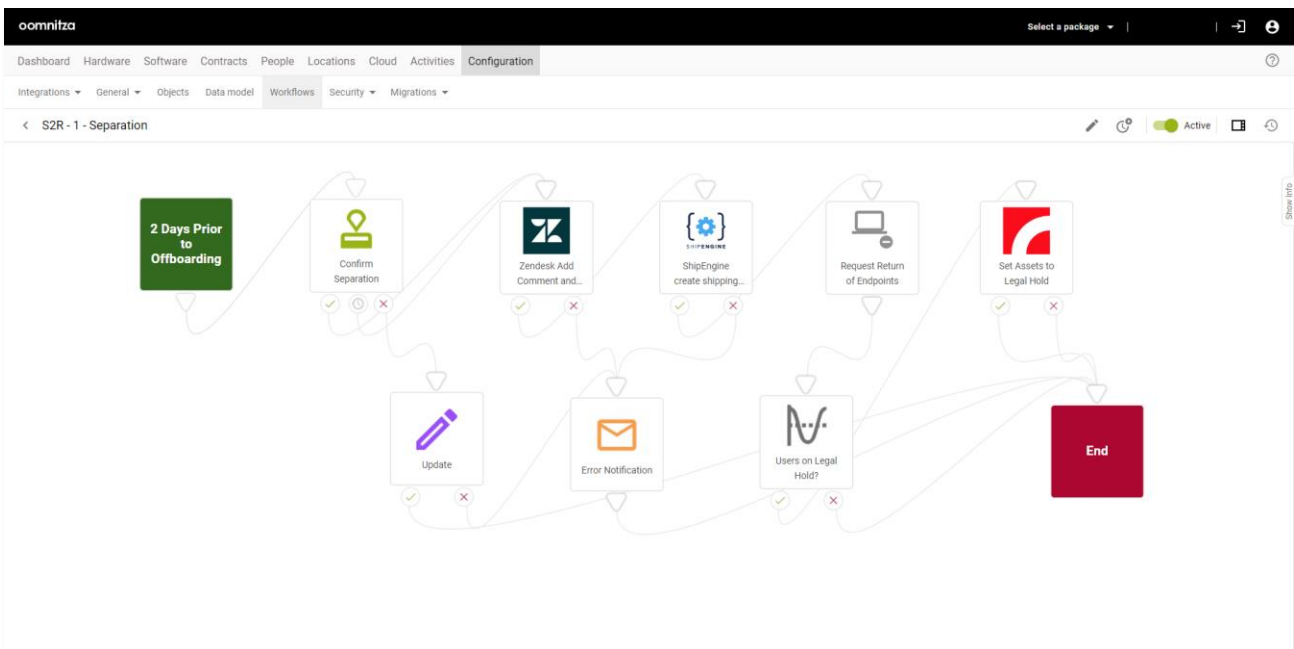 oomnitza
Select a package
Dashboard Hardware Software Contracts People Locations Cloud Activities Configuration
Integrations General Objects Data model Workflows Security Migrations
S2R - 1 - Separation
Active
Show info
2 Days Prior
to
Offboarding
Confirm
Separation
Zendesk Add
Comment and...
{ }
SHIPENGINE
ShipEngine
create shipping...
Request Return
of Endpoints
Set Assets to
Legal Hold
Update
Error Notification
Users on Legal
Hold?
End